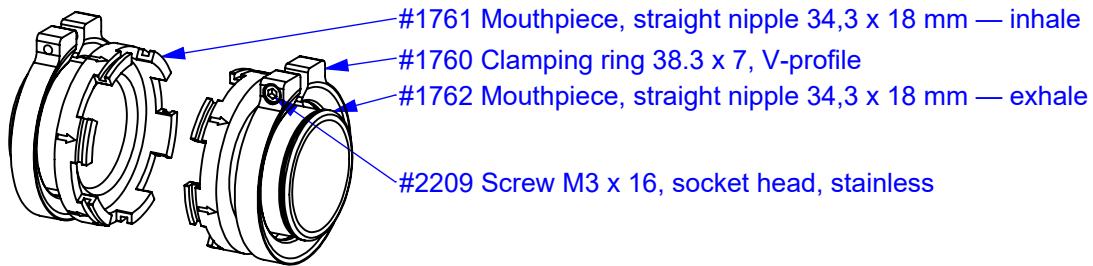 #1761 Mouthpiece, straight nipple 34,3 x 18 mm — inhale
#1760 Clamping ring 38.3 x 7, V-profile
#1762 Mouthpiece, straight nipple 34,3 x 18 mm — exhale
#2209 Screw M3 x 16, socket head, stainless